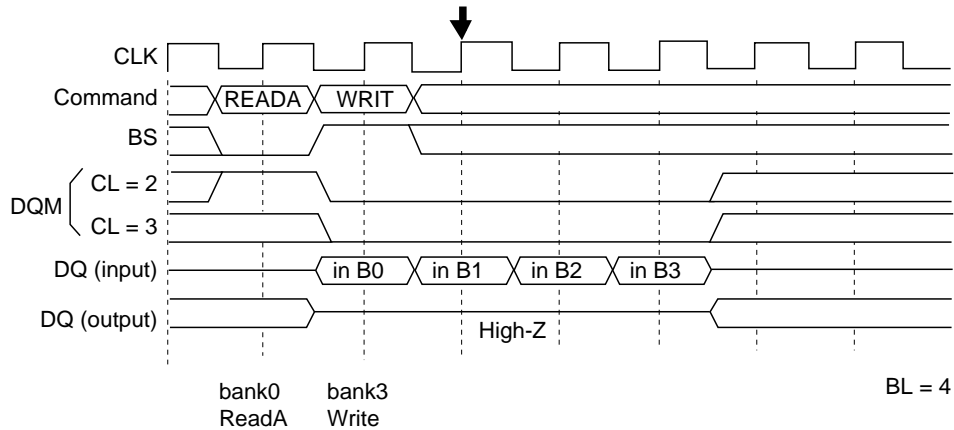 CLK
Command READA WRIT
BS
CL = 2
DQM
CL = 3
DQ (input) in B0 in B1 in B2 in B3
DQ (output) High-Z
bank0 bank3 BL = 4
ReadA Write